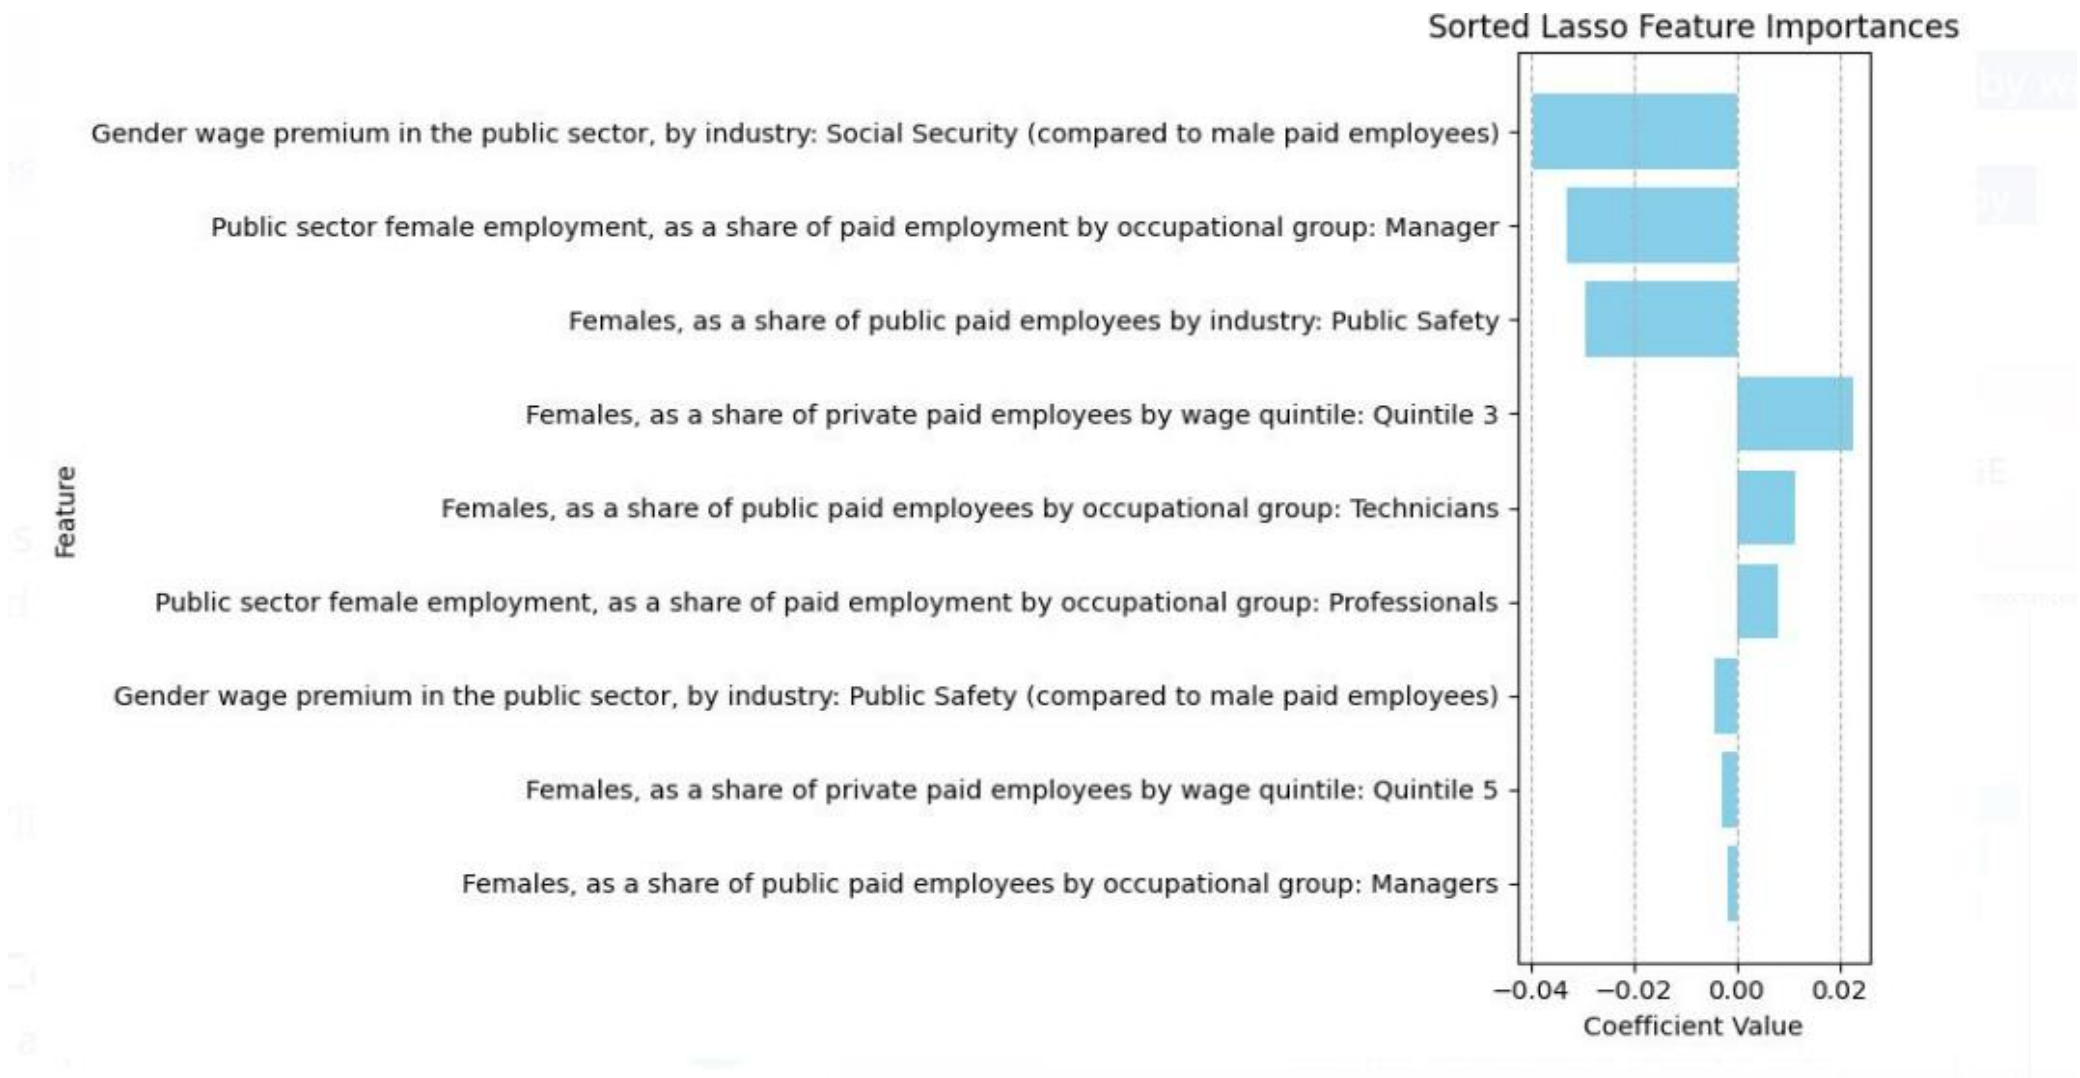 Sorted Lasso Feature Importances
Gender wage premium in the public sector, by industry: Social Security (compared to male paid employees)
Public sector female employment, as a share of paid employment by occupational group: Manager
Females, as a share of public paid employees by industry: Public Safety
Females, as a share of private paid employees by wage quintile: Quintile 3
Females, as a share of public paid employees by occupational group: Technicians
Public sector female employment, as a share of paid employment by occupational group: Professionals
Gender wage premium in the public sector, by industry: Public Safety (compared to male paid employees)
Females, as a share of private paid employees by wage quintile: Quintile 5
Females, as a share of public paid employees by occupational group: Managers
Feature
−0.04 −0.02 0.00 0.02
Coefficient Value